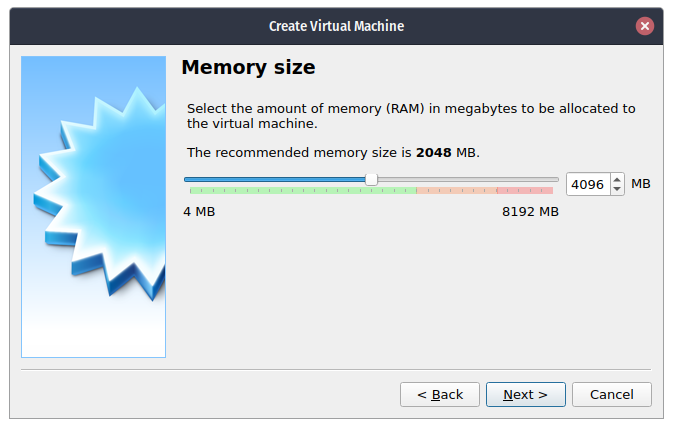 Create Virtual Machine
Memory size
Select the amount of memory (RAM) in megabytes to be allocated to
the virtual machine.
The recommended memory size is 2048 MB.
4096 MB
4 MB 8192 MB
< Back Next > Cancel